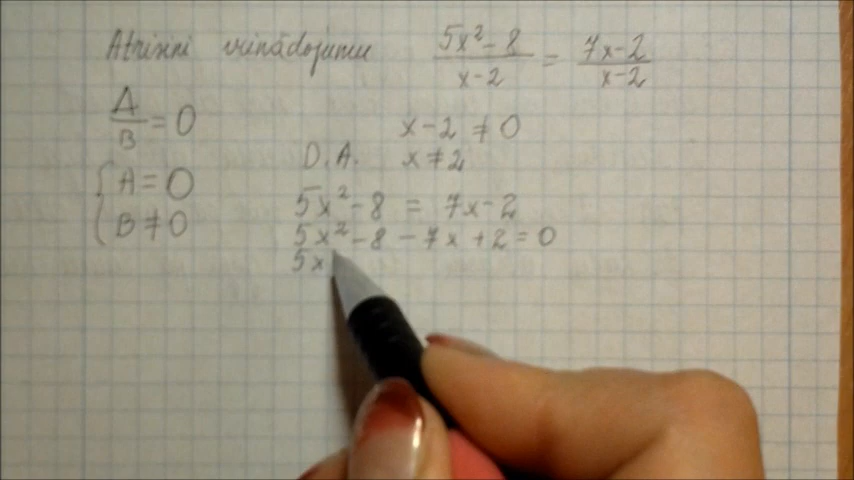 Atrisini vienādojumu (5x²-8)/(x-2) = (7x-2)/(x-2)
A/B = 0
x-2 ≠ 0
D.A. x ≠ 2
{ A = 0
B ≠ 0
5x²-8 = 7x-2
5x²-8-7x+2=0
5x